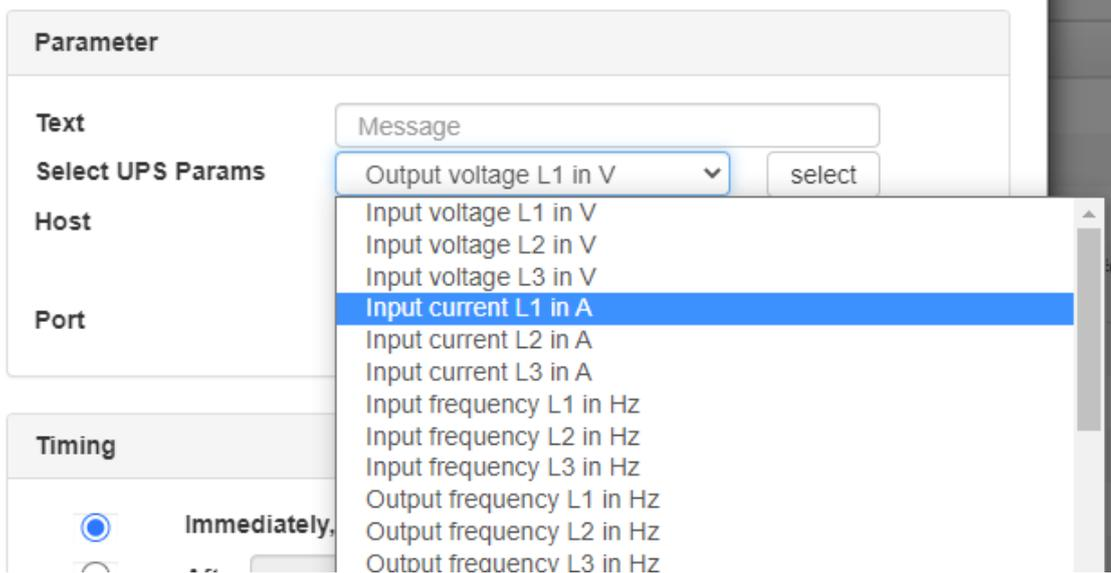 Parameter
Text
Message
Select UPS Params
Output voltage L1 in V
select
Host
Port
Input voltage L1 in V
Input voltage L2 in V
Input voltage L3 in V
Input current L1 in A
Input current L2 in A
Input current L3 in A
Input frequency L1 in Hz
Input frequency L2 in Hz
Input frequency L3 in Hz
Output frequency L1 in Hz
Output frequency L2 in Hz
Output frequency L3 in Hz
Timing
Immediately,